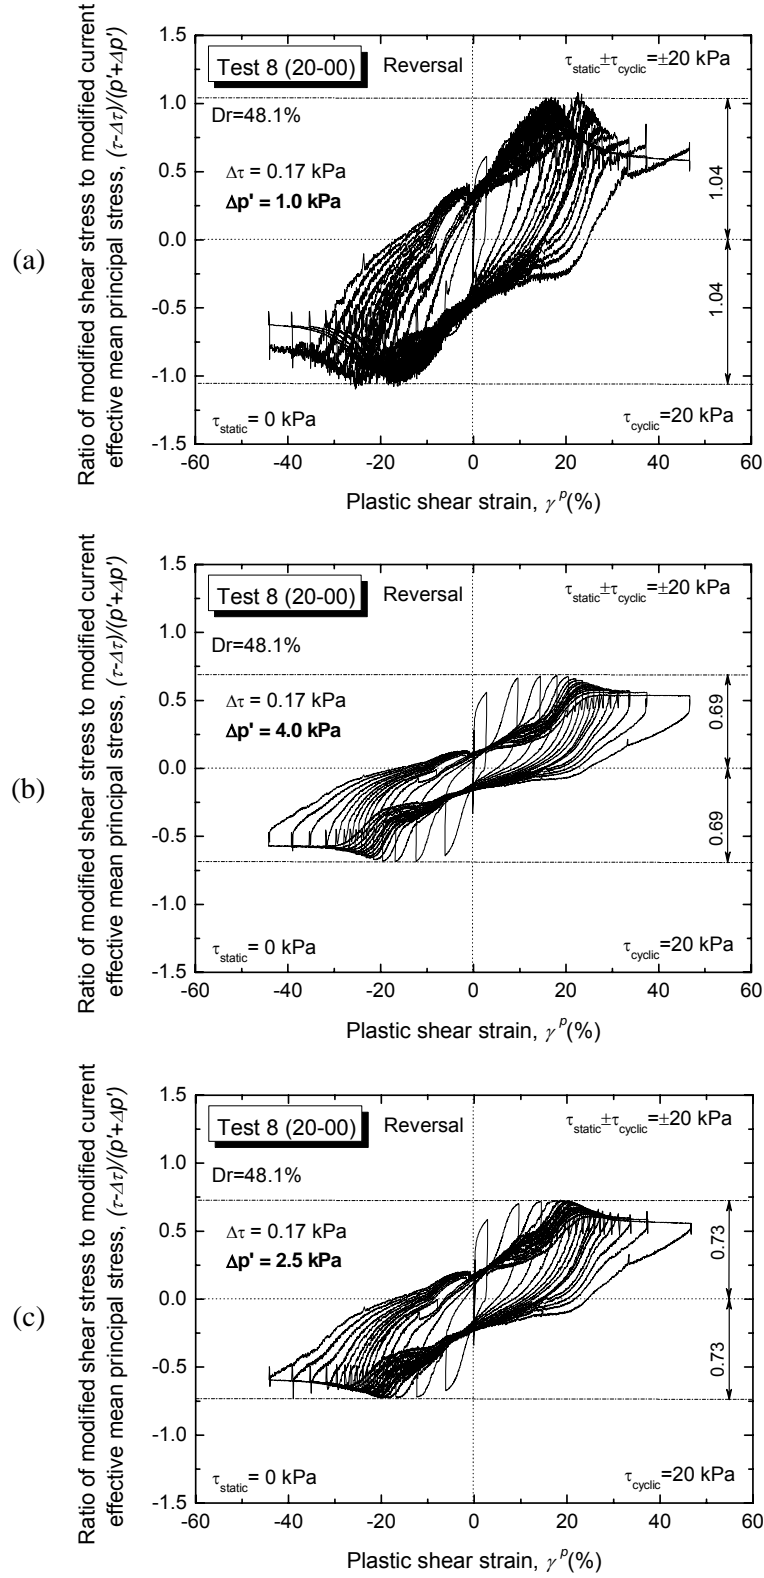 (a)
Ratio of modified shear stress to modified current
effective mean principal stress, (τ-Δτ)/(p'+Δp')
1.5
1.0
0.5
0.0
-0.5
-1.0
-1.5
Test 8 (20-00) Reversal
τstatic±τcyclic=±20 kPa
Dr=48.1%
Δτ = 0.17 kPa
Δp' = 1.0 kPa
1.04
1.04
τstatic= 0 kPa
τcyclic=20 kPa
-60 -40 -20 0 20 40 60
Plastic shear strain, γ p(%)
(b)
Ratio of modified shear stress to modified current
effective mean principal stress, (τ-Δτ)/(p'+Δp')
1.5
1.0
0.5
0.0
-0.5
-1.0
-1.5
Test 8 (20-00) Reversal
τstatic±τcyclic=±20 kPa
Dr=48.1%
Δτ = 0.17 kPa
Δp' = 4.0 kPa
0.69
0.69
τstatic= 0 kPa
τcyclic=20 kPa
-60 -40 -20 0 20 40 60
Plastic shear strain, γ p(%)
(c)
Ratio of modified shear stress to modified current
effective mean principal stress, (τ-Δτ)/(p'+Δp')
1.5
1.0
0.5
0.0
-0.5
-1.0
-1.5
Test 8 (20-00) Reversal
τstatic±τcyclic=±20 kPa
Dr=48.1%
Δτ = 0.17 kPa
Δp' = 2.5 kPa
0.73
0.73
τstatic= 0 kPa
τcyclic=20 kPa
-60 -40 -20 0 20 40 60
Plastic shear strain, γ p(%)